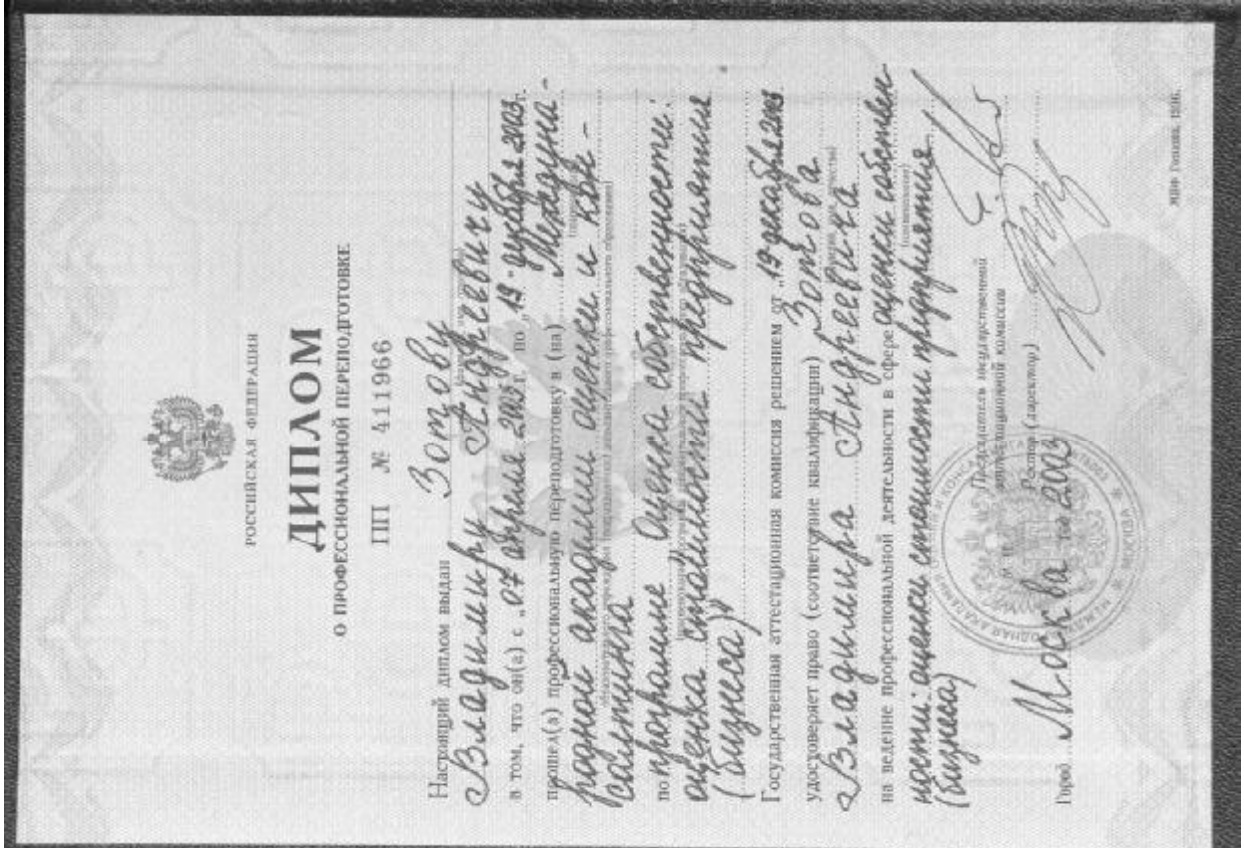 РОССИЙСКАЯ ФЕДЕРАЦИЯ
ДИПЛОМ
О ПРОФЕССИОНАЛЬНОЙ ПЕРЕПОДГОТОВКЕ
ПП № 411966
Настоящий диплом выдан Зотову
Владимиру Андреевичу
в том, что он(а) с „07 апреля 2003 г. по „19" декабря 2003 г.
прошел(а) профессиональную переподготовку в (на) Междуна-
родной академии оценки и кон-
салтинга
по программе Оценка собственности:
оценка стоимости предприятия
(бизнеса)
Государственная аттестационная комиссия решением от „19 декабря 2003
удостоверяет право (соответствие квалификации) Зотова
Владимира Андреевича
на ведение профессиональной деятельности в сфере оценки собствен-
ности: оценки стоимости предприятия
(бизнеса)
Председатель государственной
аттестационной комиссии
Ректор (директор)
Город Москва 2003
МОСКВА